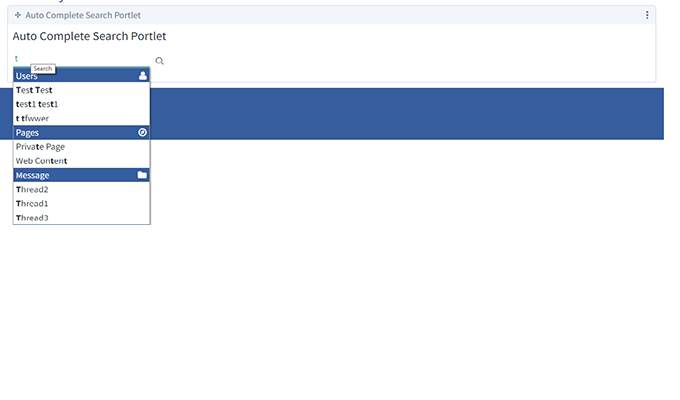 Auto Complete Search Portlet
Auto Complete Search Portlet
t
Search
Users
Test Test
test1 test1
t tfwwer
Pages
Private Page
Web Content
Message
Thread2
Thread1
Thread3